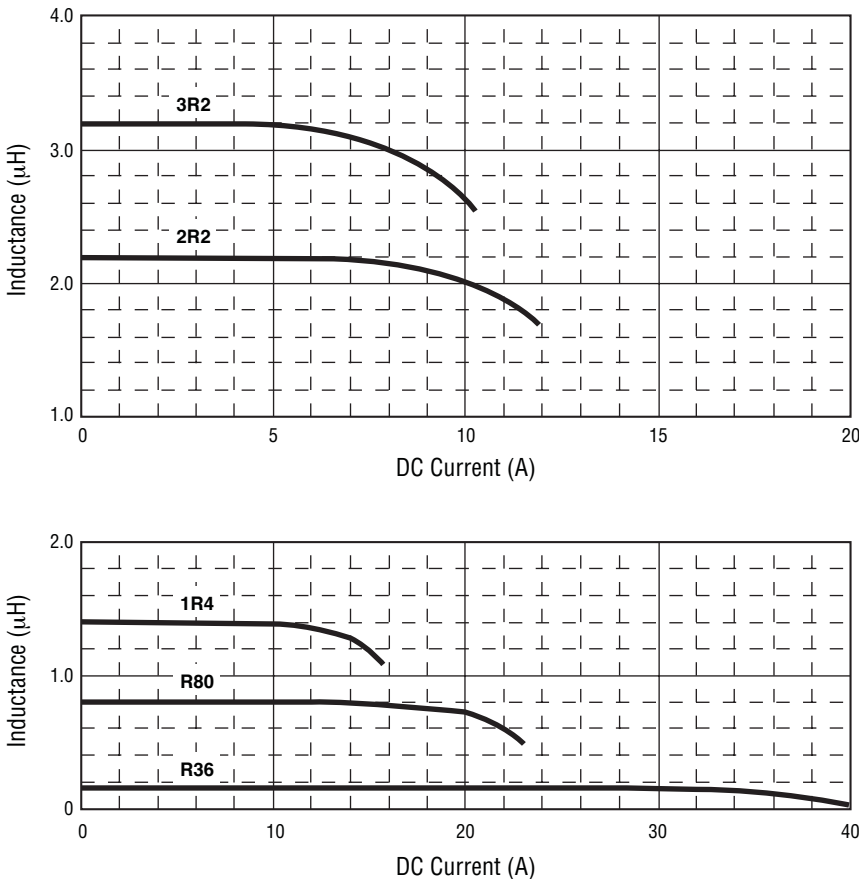 4.0
3R2
3.0
Inductance (μH)
2R2
2.0
1.0
0 5 10 15 20
DC Current (A)
2.0
1R4
Inductance (μH)
1.0
R80
R36
0
0 10 20 30 40
DC Current (A)